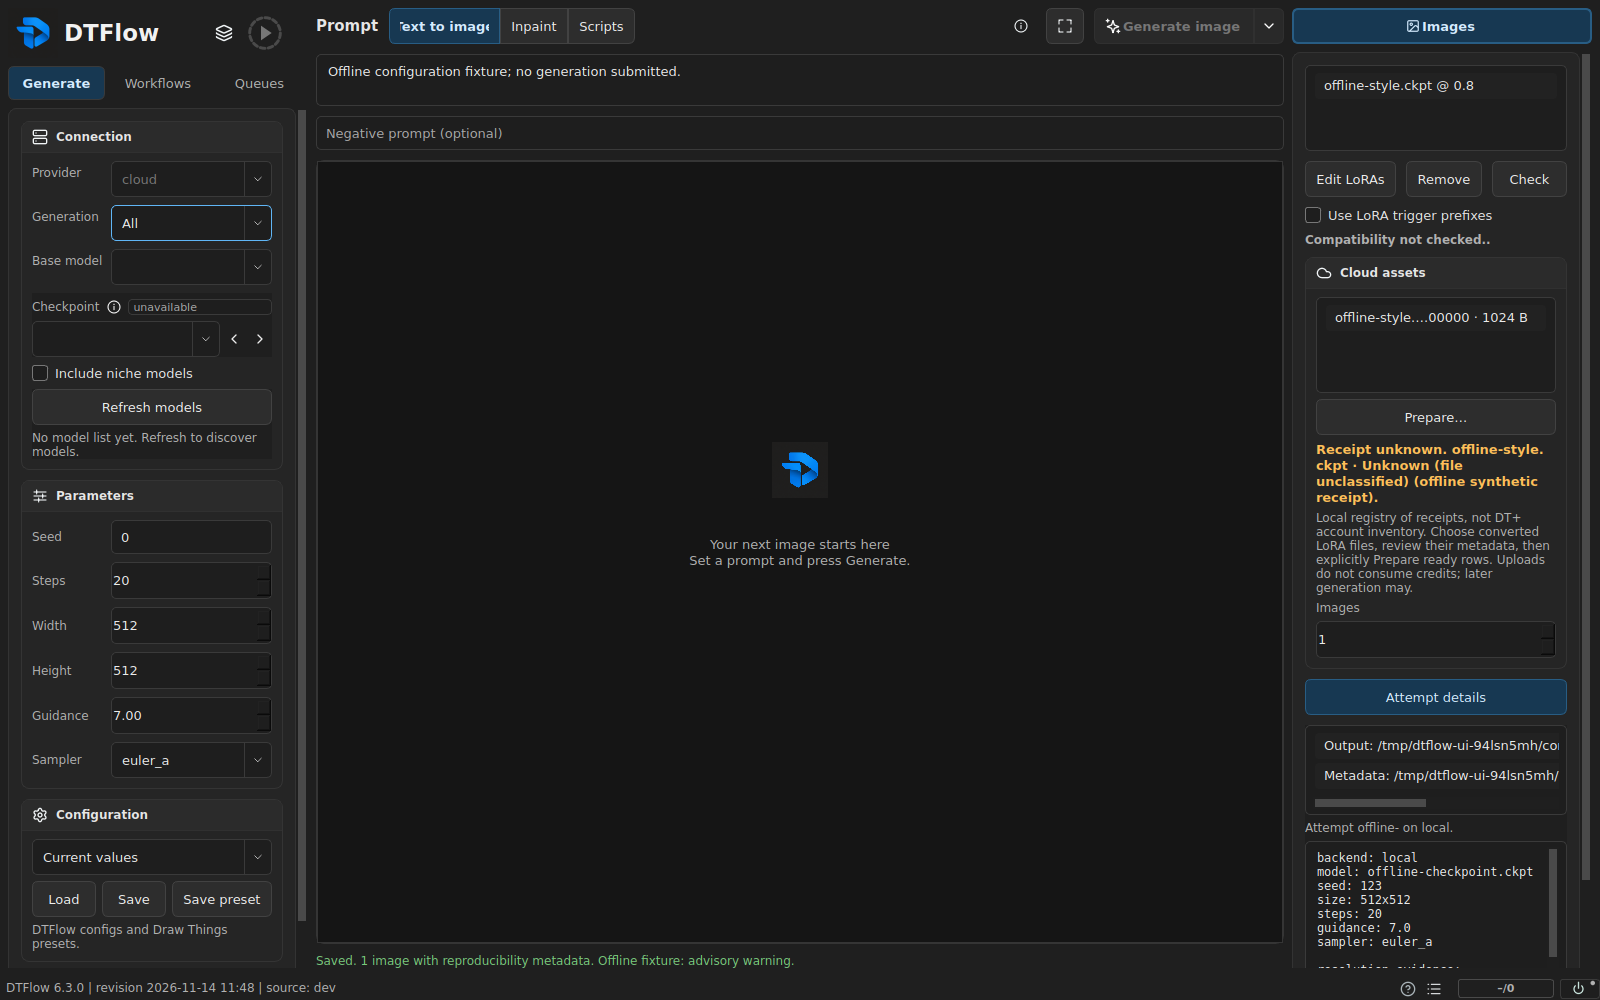 DTFlow
Generate
Workflows
Queues
Connection
Provider
cloud
Generation
All
Base model
Checkpoint
unavailable
Include niche models
Refresh models
No model list yet. Refresh to discover
models.
Parameters
Seed
0
Steps
20
Width
512
Height
512
Guidance
7.00
Sampler
euler_a
Configuration
Current values
Load
Save
Save preset
DTFlow configs and Draw Things
presets.
Prompt
Text to image
Inpaint
Scripts
Generate image
Offline configuration fixture; no generation submitted.
Negative prompt (optional)
Your next image starts here
Set a prompt and press Generate.
Saved. 1 image with reproducibility metadata. Offline fixture: advisory warning.
Images
offline-style.ckpt @ 0.8
Edit LoRAs
Remove
Check
Use LoRA trigger prefixes
Compatibility not checked..
Cloud assets
offline-style....00000 · 1024 B
Prepare...
Receipt unknown. offline-style.
ckpt · Unknown (file
unclassified) (offline synthetic
receipt).
Local registry of receipts, not DT+
account inventory. Choose converted
LoRA files, review their metadata, then
explicitly Prepare ready rows. Uploads
do not consume credits; later
generation may.
Images
1
Attempt details
Output: /tmp/dtflow-ui-94lsn5mh/co
Metadata: /tmp/dtflow-ui-94lsn5mh/
Attempt offline- on local.
backend: local
model: offline-checkpoint.ckpt
seed: 123
size: 512x512
steps: 20
guidance: 7.0
sampler: euler_a
DTFlow 6.3.0 | revision 2026-11-14 11:48 | source: dev
-/0